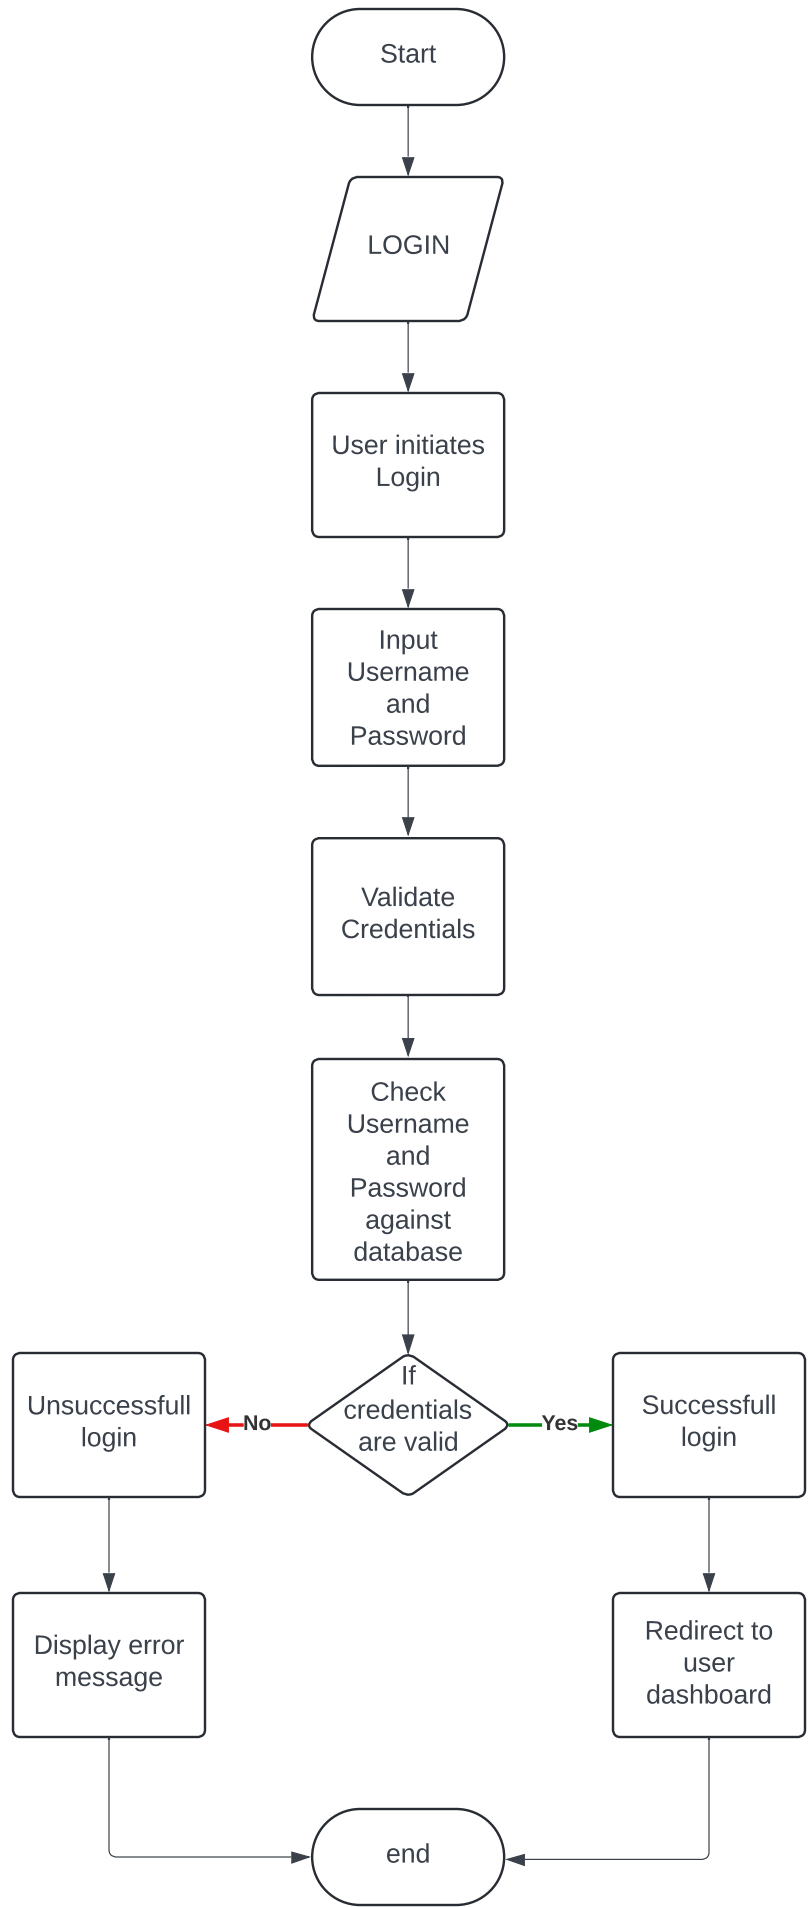 Start
LOGIN
User initiates
Login
Input
Username
and
Password
Validate
Credentials
Check
Username
and
Password
against
database
If
credentials
are valid
No
Yes
Unsuccessfull
login
Successfull
login
Display error
message
Redirect to
user
dashboard
end